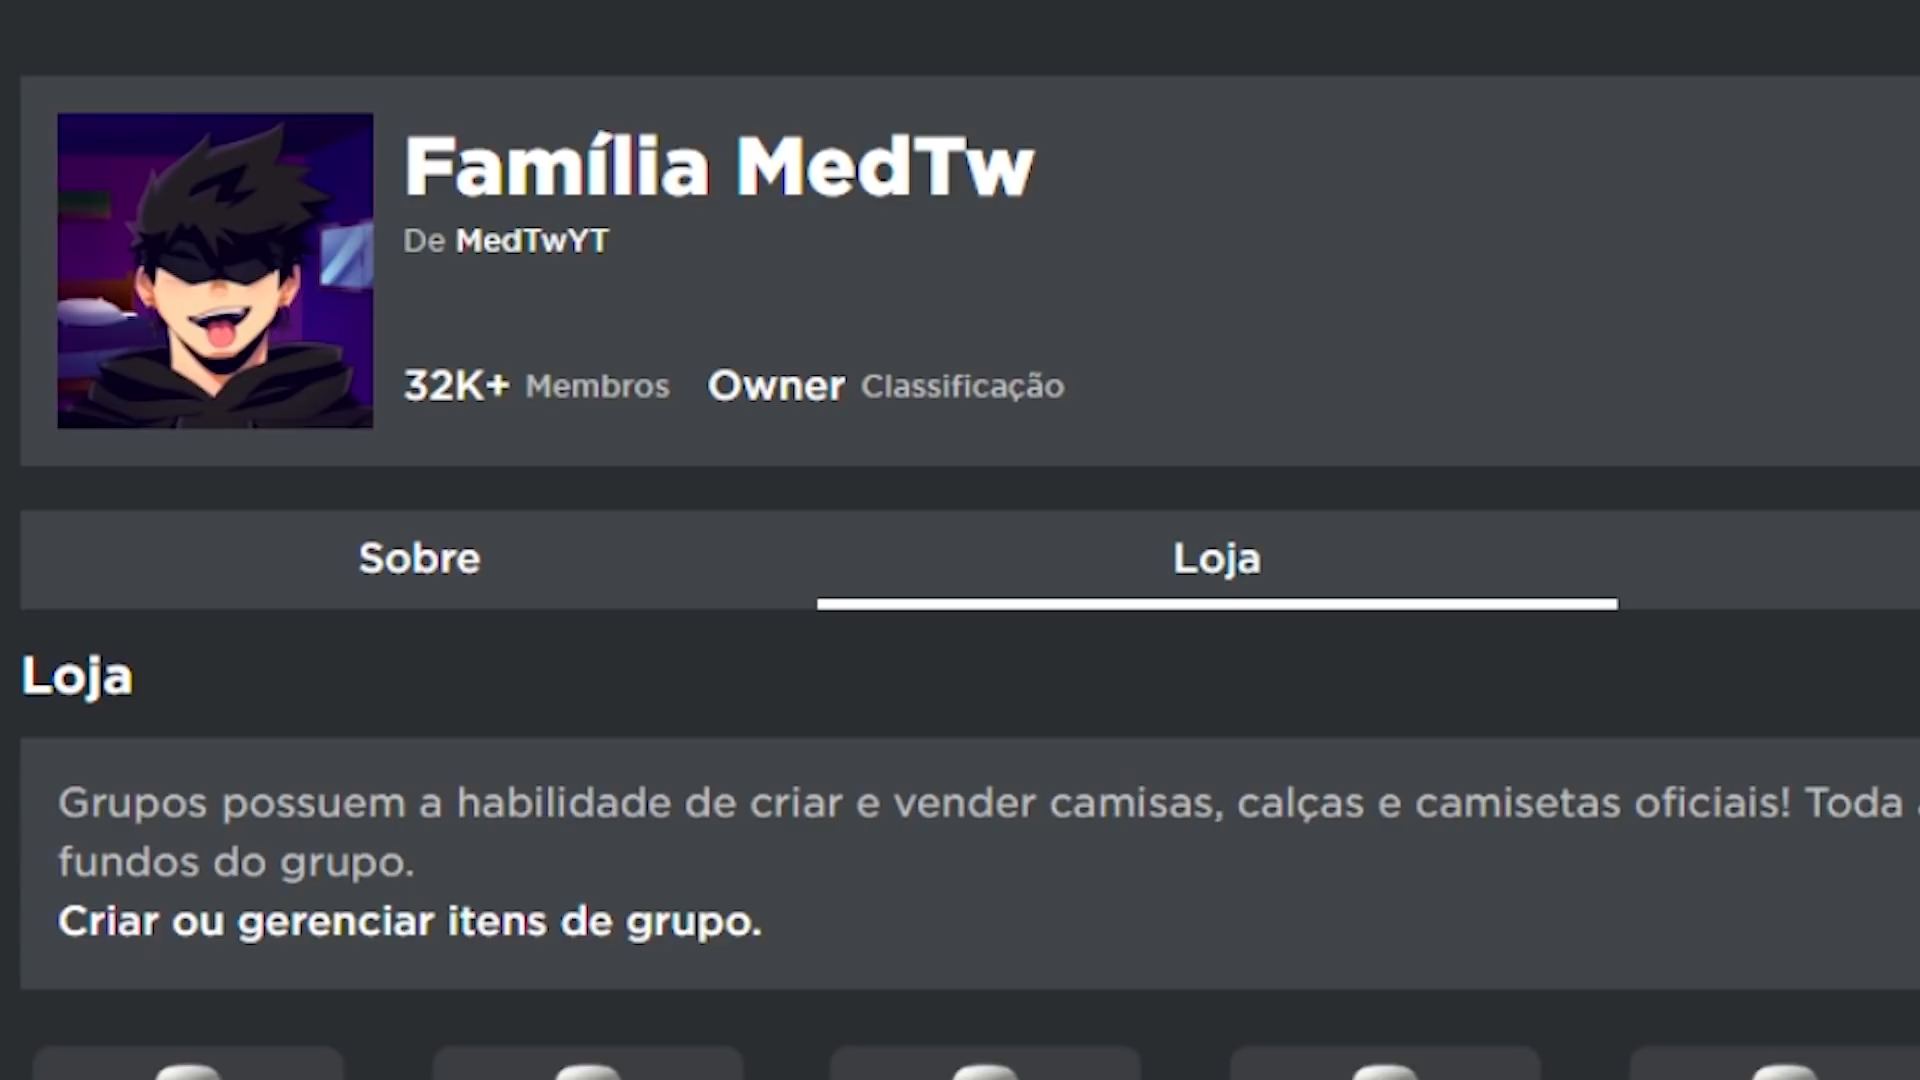 Família MedTw
De MedTwYT
32K+ Membros Owner Classificação
Sobre Loja
Loja
Grupos possuem a habilidade de criar e vender camisas, calças e camisetas oficiais! Toda
fundos do grupo.
Criar ou gerenciar itens de grupo.